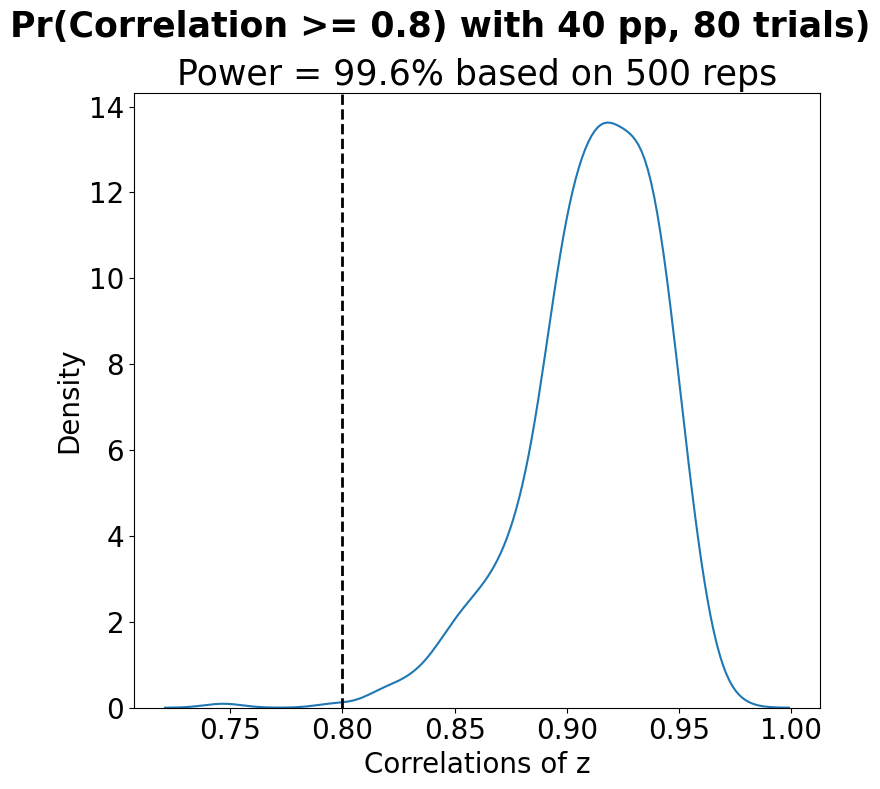 Pr(Correlation >= 0.8) with 40 pp, 80 trials)
Power = 99.6% based on 500 reps
14
12
10
8
6
4
2
0
Density
0.75 0.80 0.85 0.90 0.95 1.00
Correlations of z